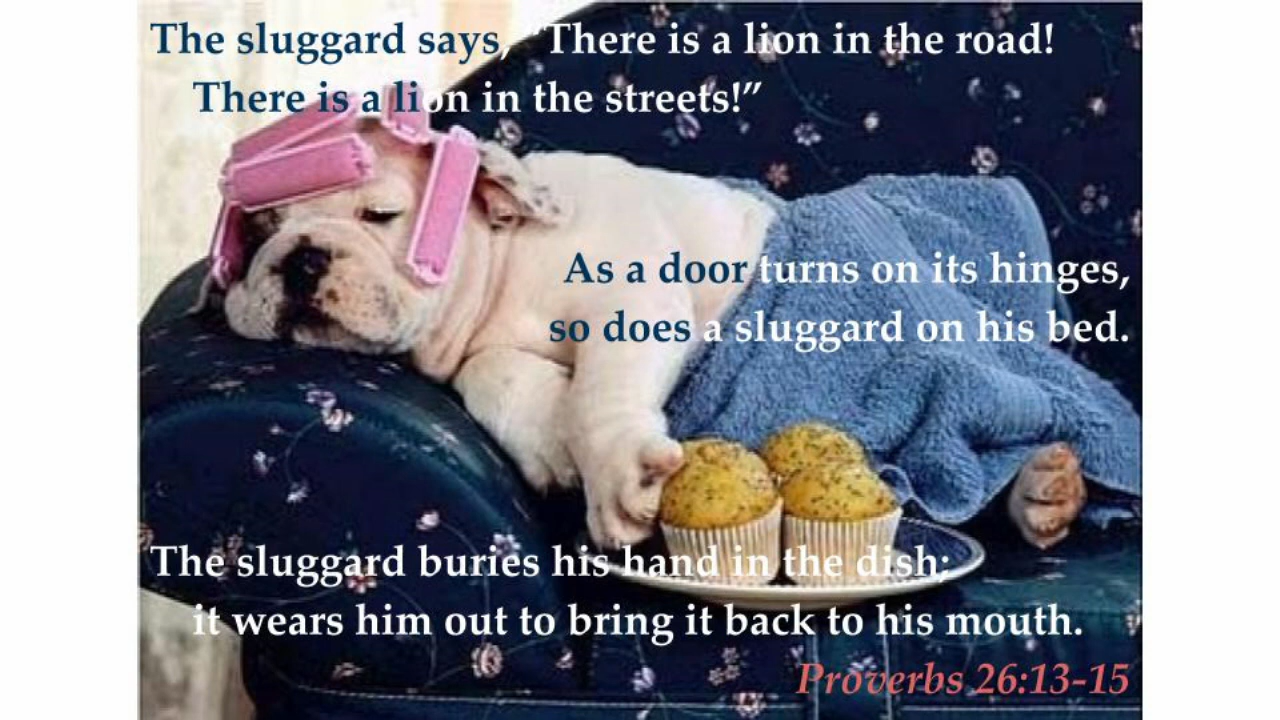 The sluggard says, “There is a lion in the road!
There is a lion in the streets!”
As a door turns on its hinges,
so does a sluggard on his bed.
The sluggard buries his hand in the dish;
it wears him out to bring it back to his mouth.
Proverbs 26:13-15